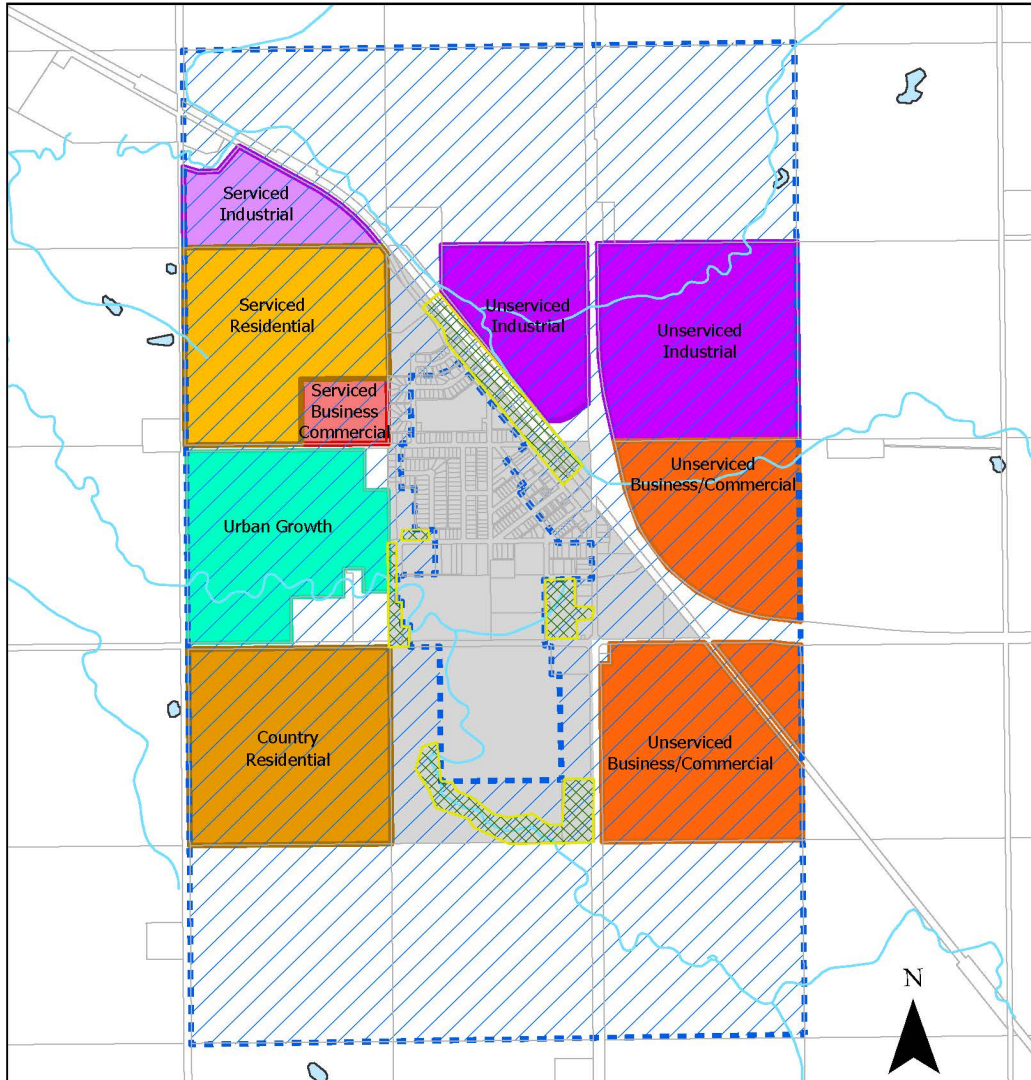 Serviced
Industrial
Serviced
Residential
Unserviced
Industrial
Unserviced
Industrial
Serviced
Business
Commercial
Unserviced
Business/Commercial
Urban Growth
Country
Residential
Unserviced
Business/Commercial
N